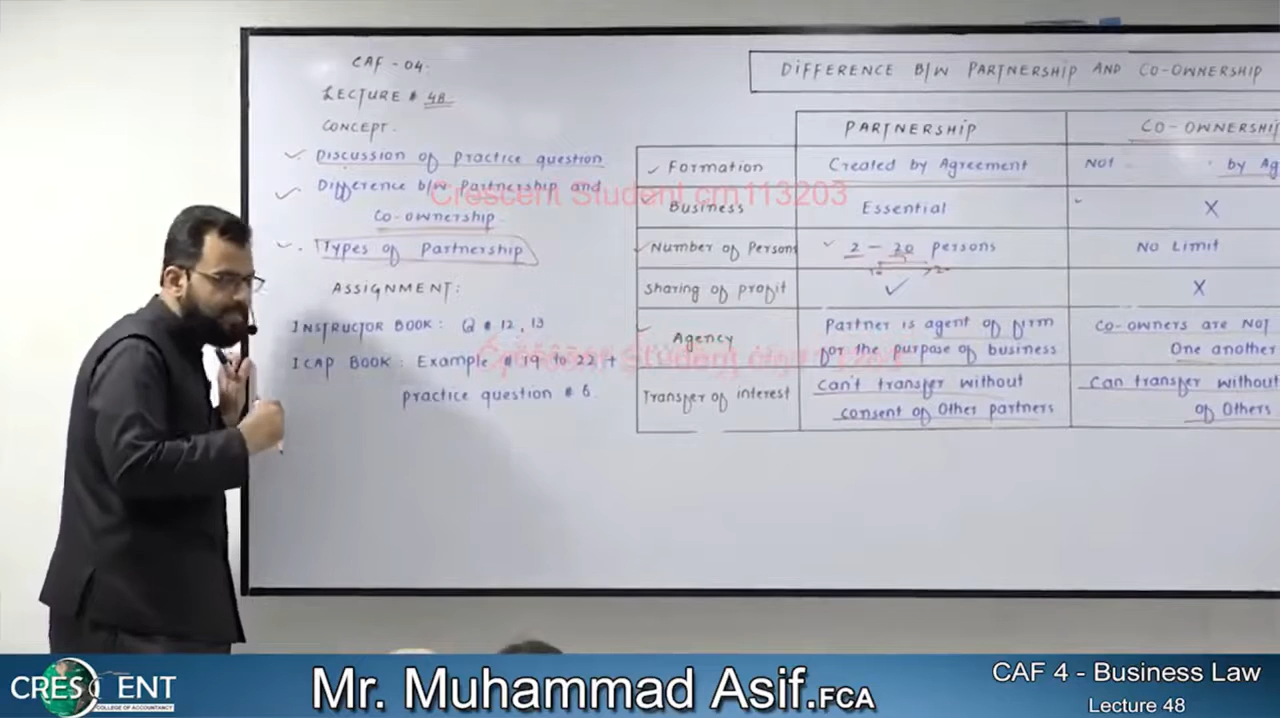 CAF - 04.
LECTURE # 48
CONCEPT.
Discussion of practice question
Difference b/w Partnership and
Co-ownership
Types of Partnership
ASSIGNMENT:
INSTRUCTOR BOOK: Q # 12, 13
ICAP BOOK: Example # 19 to 22 +
practice question # 6.
DIFFERENCE B/W PARTNERSHIP AND CO-OWNERSHIP
PARTNERSHIP CO-OWNERSHIP
Formation Created by Agreement NOT by Ag
Business Essential X
Number of Persons 2 - 20 persons No Limit
Sharing of profit ✓ X
Agency Partner is agent of firm for the purpose of business Co-owners are NOT One another
Transfer of interest Can't transfer without consent of Other partners Can transfer without of Others
Crescent Student crn113203
CRESCENT
COLLEGE OF ACCOUNTANCY
Mr. Muhammad Asif.FCA
CAF 4 - Business Law
Lecture 48